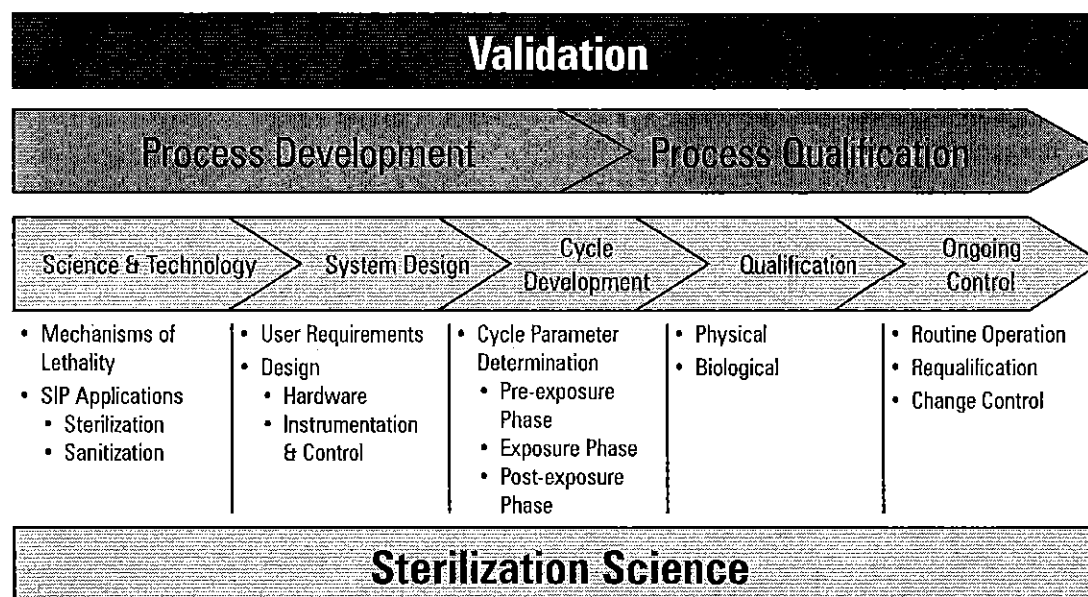 Validation
Process Development
Process Qualification
Science & Technology
System Design
Cycle
Development
Qualification
Ongoing
Control
• Mechanisms of
Lethality
• SIP Applications
• Sterilization
• Sanitization
• User Requirements
• Design
• Hardware
• Instrumentation
& Control
• Cycle Parameter
Determination
• Pre-exposure
Phase
• Exposure Phase
• Post-exposure
Phase
• Physical
• Biological
• Routine Operation
• Requalification
• Change Control
Sterilization Science